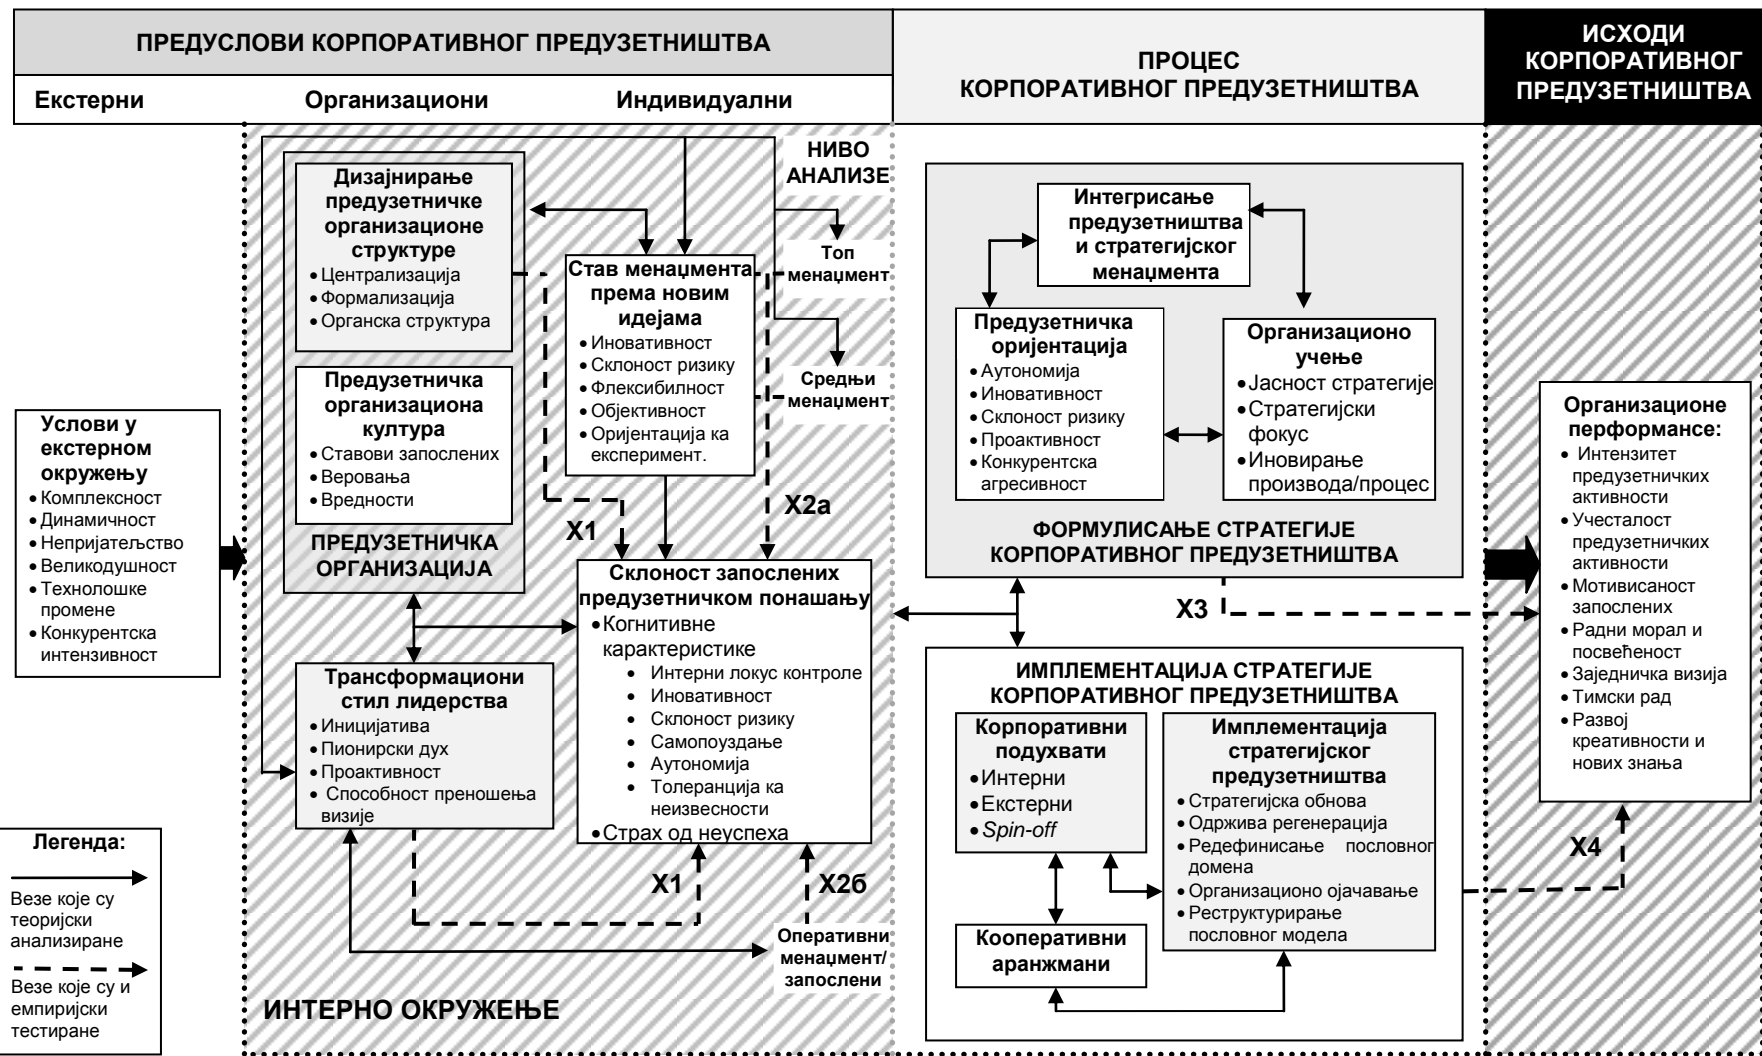 ПРЕДУСЛОВИ КОРПОРАТИВНОГ ПРЕДУЗЕТНИШТВА
Екстерни
Организациони
Индивидуални
ПРОЦЕС
КОРПОРАТИВНОГ ПРЕДУЗЕТНИШТВА
ИСХОДИ
КОРПОРАТИВНОГ
ПРЕДУЗЕТНИШТВА
Услови у
екстерном
окружењу
• Комплексност
• Динамичност
• Непријатељство
• Великодушност
• Технолошке
промене
• Конкурентска
интензивност
Легенда:
Везе које су
теоријски
анализиране
Везе које су и
емпиријски
тестиране
Дизајнирање
предузетничке
организационе
структуре
• Централизација
• Формализација
• Органска структура
Предузетничка
организациона
култура
• Ставови запослених
• Веровања
• Вредности
ПРЕДУЗЕТНИЧКА
ОРГАНИЗАЦИЈА
Трансформациони
стил лидерства
• Иницијатива
• Пионирски дух
• Проактивност
• Способност преношења
визије
ИНТЕРНО ОКРУЖЕЊЕ
Став менаџмента
према новим
идејама
• Иновативност
• Склоност ризику
• Флексибилност
• Објективност
• Оријентација ка
експеримент.
Х1
Х2а
Склоност запослених
предузетничком понашању
• Когнитивне
карактеристике
• Интерни локус контроле
• Иновативност
• Склоност ризику
• Самопоуздање
• Аутономија
• Толеранција ка
неизвесности
• Страх од неуспеха
Х1
Х2б
НИВО
АНАЛИЗЕ
Топ
менаџмент
Средњи
менаџмент
Оперативни
менаџмент/
запослени
Интегрисање
предузетништва
и стратегијског
менаџмента
Предузетничка
оријентација
• Аутономија
• Иновативност
• Склоност ризику
• Проактивност
• Конкурентска
агресивност
Организационо
учење
• Јасност стратегије
• Стратегијски
фокус
• Иновирање
производа/процес
ФОРМУЛИСАЊЕ СТРАТЕГИЈЕ
КОРПОРАТИВНОГ ПРЕДУЗЕТНИШТВА
Х3
ИМПЛЕМЕНТАЦИЈА СТРАТЕГИЈЕ
КОРПОРАТИВНОГ ПРЕДУЗЕТНИШТВА
Корпоративни
подухвати
• Интерни
• Екстерни
• Spin-off
Имплементација
стратегијског
предузетништва
• Стратегијска обнова
• Одржива регенерација
• Редефинисање пословног
домена
• Организационо ојачавање
• Реструктурирање
пословног модела
Кооперативни
аранжмани
Организационе
перформансе:
• Интензитет
предузетничких
активности
• Учесталост
предузетничких
активности
• Мотивисаност
запослених
• Радни морал и
посвећеност
• Заједничка визија
• Тимски рад
• Развој
креативности и
нових знања
Х4